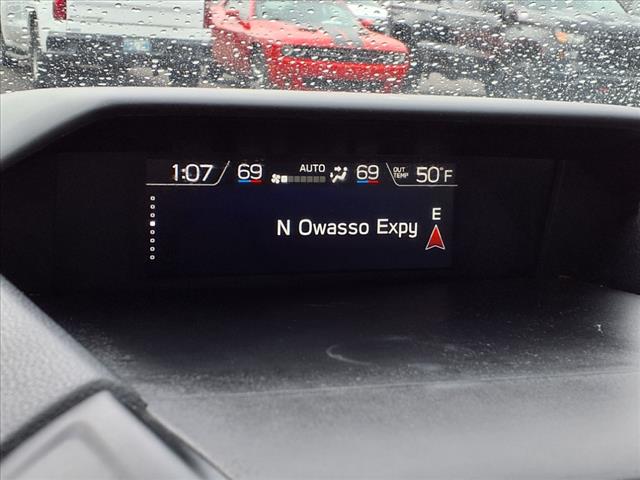 1:07 69 AUTO 69 OUT TEMP 50°F
E
N Owasso Expy